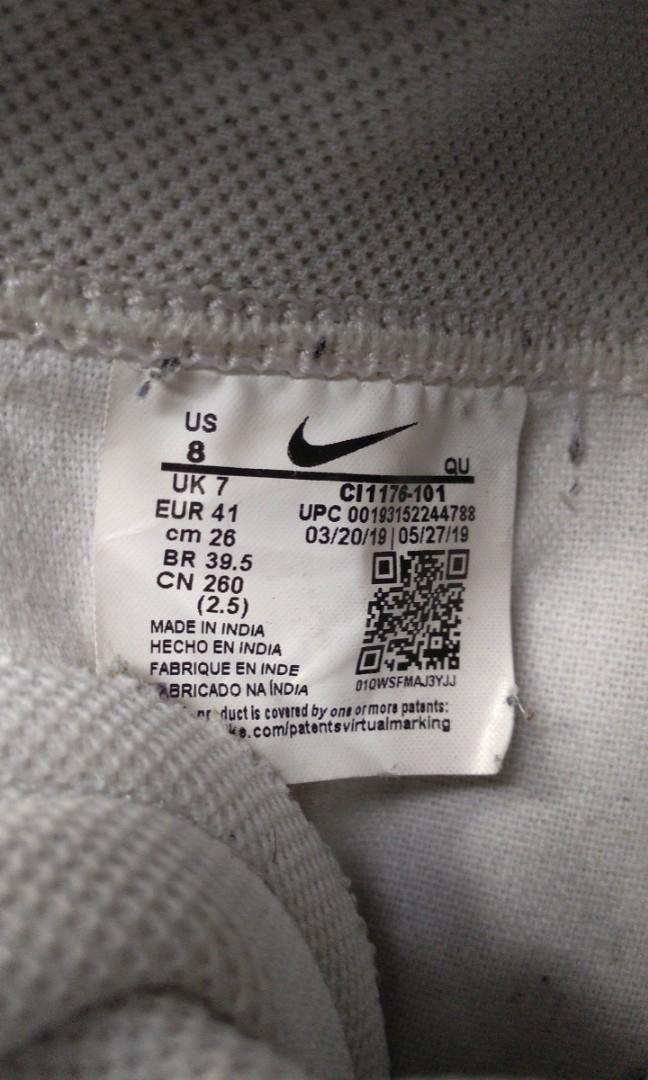 US
8
QU
UK 7
EUR 41
cm 26
BR 39.5
CN 260
(2.5)
CI1176-101
UPC 00193152244788
03/20/19 | 05/27/19
010WSFMAJ3YJJ
MADE IN INDIA
HECHO EN INDIA
FABRIQUE EN INDE
FABRICADO NA ÍNDIA
is covered by one or more patents:
.com/patentsvirtualmarking